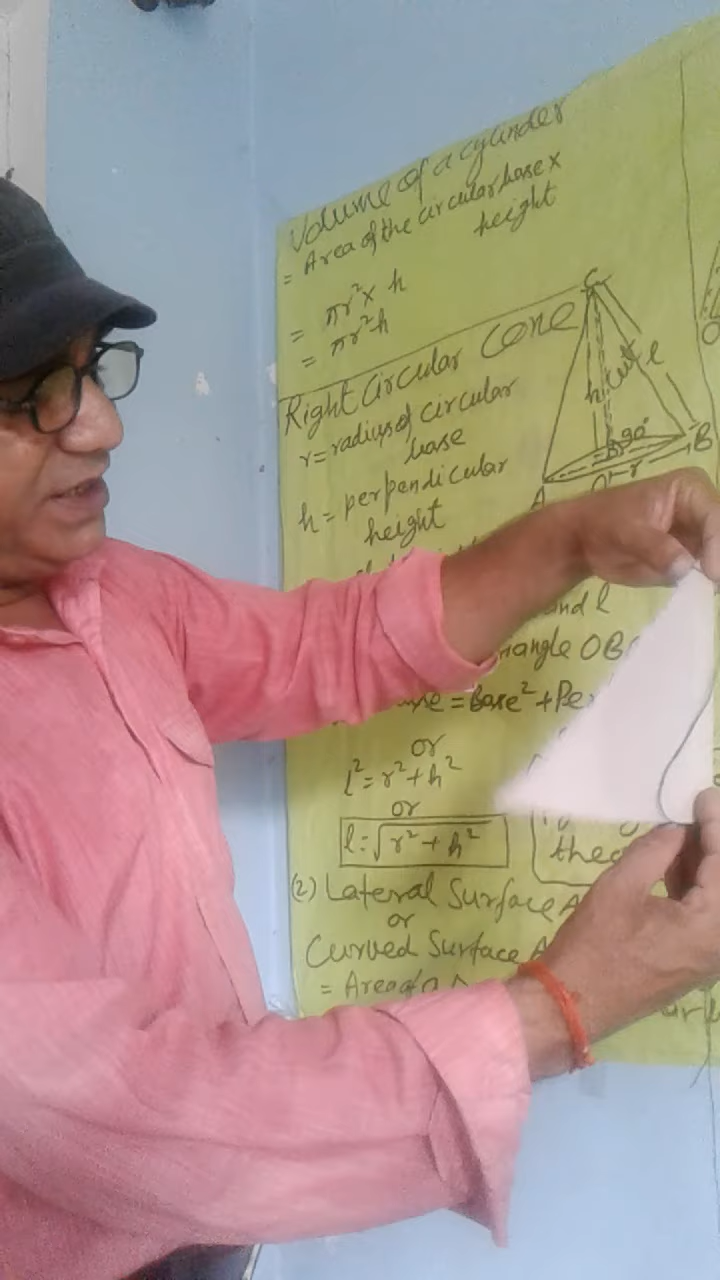 Volume of a cylinder
= Area of the circular base x
height
= πr² x h
= πr²h
Right Circular Cone
r = radius of circular
base
h = perpendicular
height
C
h
l
90°
B
A
O
r
and l
triangle OB
= Base² + Pe
or
l² = r² + h²
or
l = √r² + h²
theo
(2) Lateral Surface A
or
Curved Surface A
= Area of a